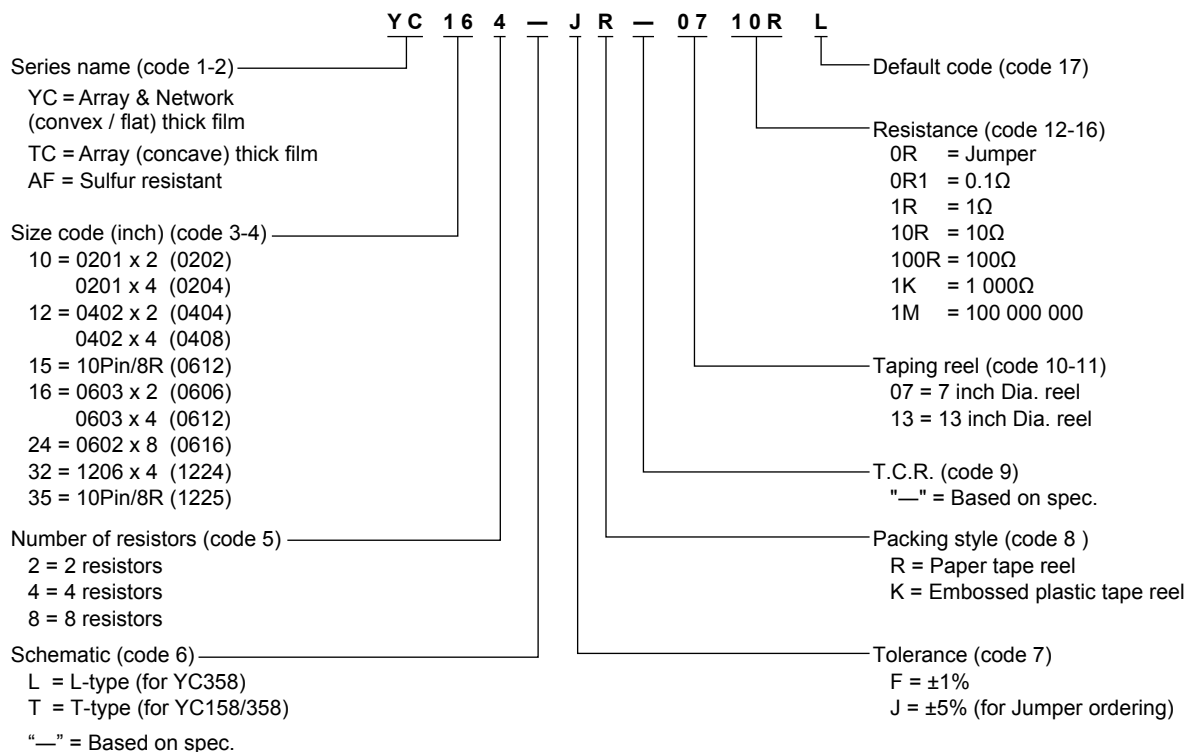 YC 16 4 — J R — 07 10R L
Series name (code 1-2)
YC = Array & Network
(convex / flat) thick film
TC = Array (concave) thick film
AF = Sulfur resistant
Size code (inch) (code 3-4)
10 = 0201 x 2 (0202)
0201 x 4 (0204)
12 = 0402 x 2 (0404)
0402 x 4 (0408)
15 = 10Pin/8R (0612)
16 = 0603 x 2 (0606)
0603 x 4 (0612)
24 = 0602 x 8 (0616)
32 = 1206 x 4 (1224)
35 = 10Pin/8R (1225)
Number of resistors (code 5)
2 = 2 resistors
4 = 4 resistors
8 = 8 resistors
Schematic (code 6)
L = L-type (for YC358)
T = T-type (for YC158/358)
“—” = Based on spec.
Default code (code 17)
Resistance (code 12-16)
0R = Jumper
0R1 = 0.1Ω
1R = 1Ω
10R = 10Ω
100R = 100Ω
1K = 1 000Ω
1M = 100 000 000
Taping reel (code 10-11)
07 = 7 inch Dia. reel
13 = 13 inch Dia. reel
T.C.R. (code 9)
"—" = Based on spec.
Packing style (code 8 )
R = Paper tape reel
K = Embossed plastic tape reel
Tolerance (code 7)
F = ±1%
J = ±5% (for Jumper ordering)